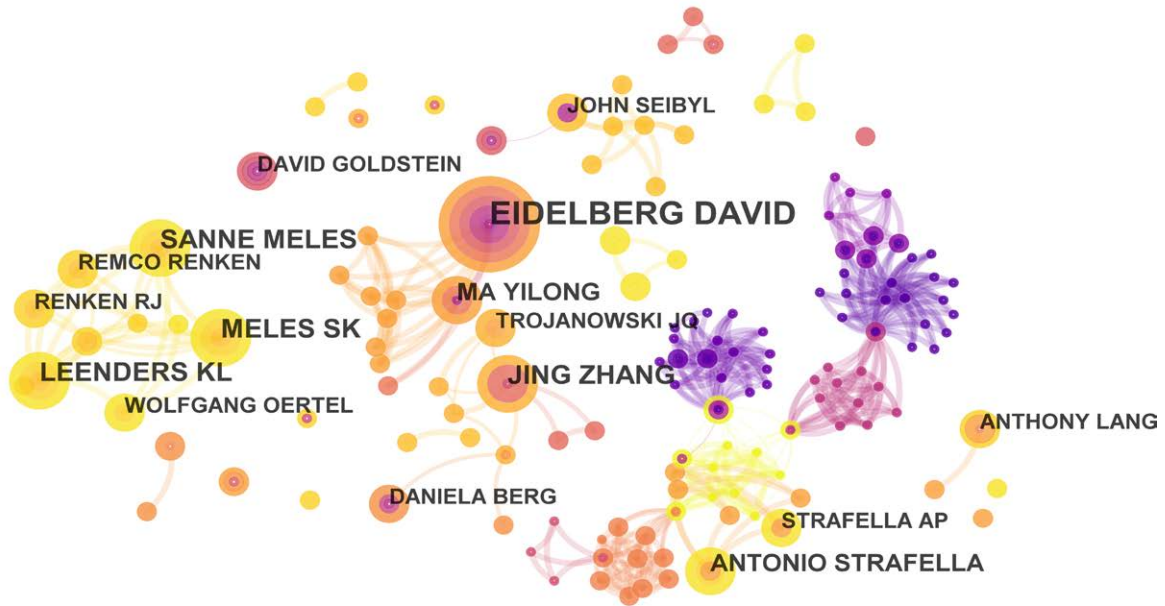 JOHN SEIBYL
DAVID GOLDSTEIN
EIDELBERG DAVID
SANNE MELES
REMCO RENKEN
MA YILONG
RENKEN RJ
TROJANOWSKI JQ
MELES SK
LEENDERS KL
JING ZHANG
WOLFGANG OERTEL
ANTHONY LANG
DANIELA BERG
STRAFELLA AP
ANTONIO STRAFELLA